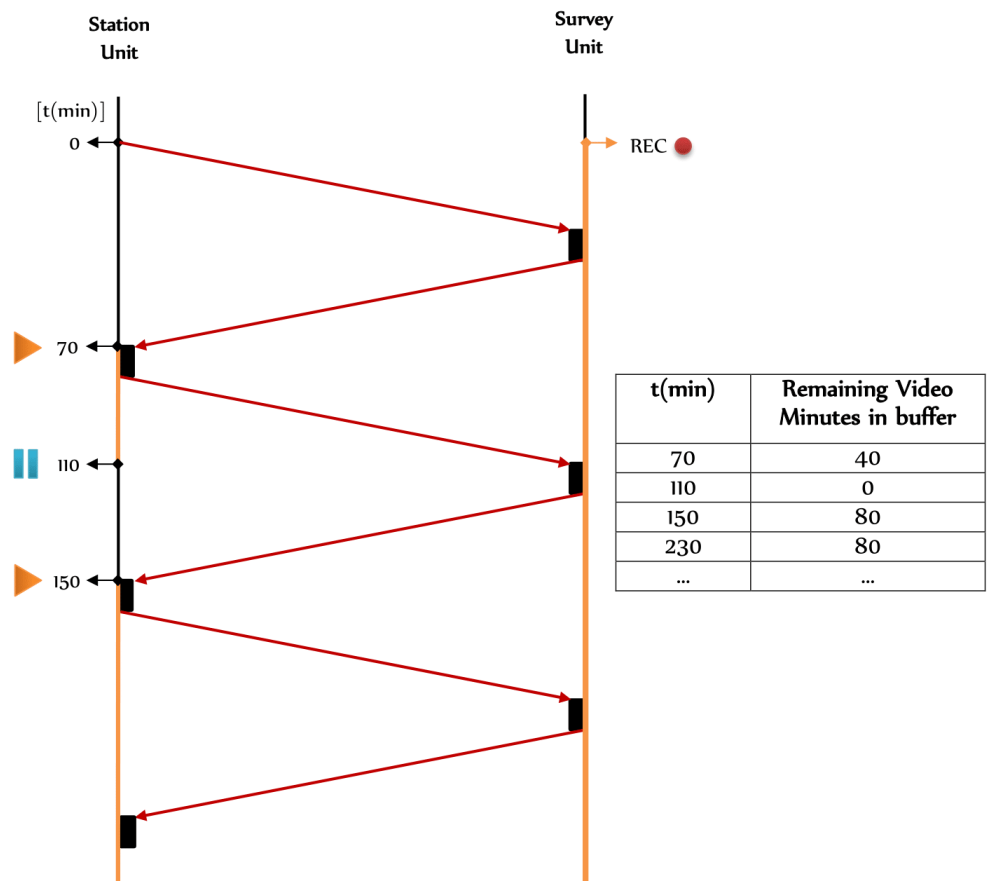 Station
Unit
Survey
Unit
[t(min)]
0
REC
70
110
150
t(min) Remaining Video
Minutes in buffer
70 40
110 0
150 80
230 80
... ...